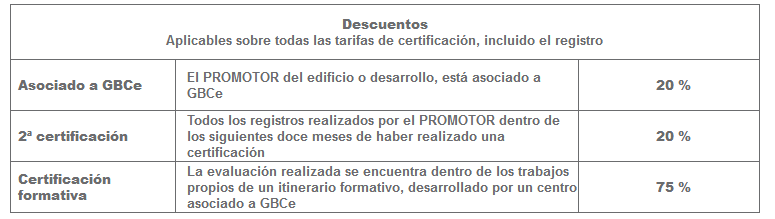 Descuentos
Aplicables sobre todas las tarifas de certificación, incluido el registro
Asociado a GBCe
El PROMOTOR del edificio o desarrollo, está asociado a
GBCe
20 %
2ª certificación
Todos los registros realizados por el PROMOTOR dentro de
los siguientes doce meses de haber realizado una
certificación
20 %
Certificación
formativa
La evaluación realizada se encuentra dentro de los trabajos
propios de un itinerario formativo, desarrollado por un centro
asociado a GBCe
75 %